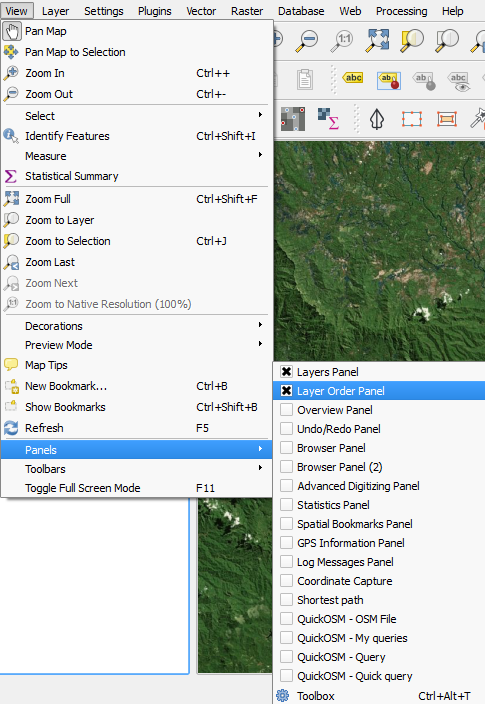 View Layer Settings Plugins Vector Raster Database Web Processing Help
Pan Map
Pan Map to Selection
Zoom In Ctrl++
Zoom Out Ctrl+-
Select
Identify Features Ctrl+Shift+I
Measure
Statistical Summary
Zoom Full Ctrl+Shift+F
Zoom to Layer
Zoom to Selection Ctrl+J
Zoom Last
Zoom Next
Zoom to Native Resolution (100%)
Decorations
Preview Mode
Map Tips
New Bookmark... Ctrl+B
Show Bookmarks Ctrl+Shift+B
Refresh F5
Panels
Toolbars
Toggle Full Screen Mode F11
1:1
abc abc abc abc
Layers Panel
Layer Order Panel
Overview Panel
Undo/Redo Panel
Browser Panel
Browser Panel (2)
Advanced Digitizing Panel
Statistics Panel
Spatial Bookmarks Panel
GPS Information Panel
Log Messages Panel
Coordinate Capture
Shortest path
QuickOSM - OSM File
QuickOSM - My queries
QuickOSM - Query
QuickOSM - Quick query
Toolbox Ctrl+Alt+T